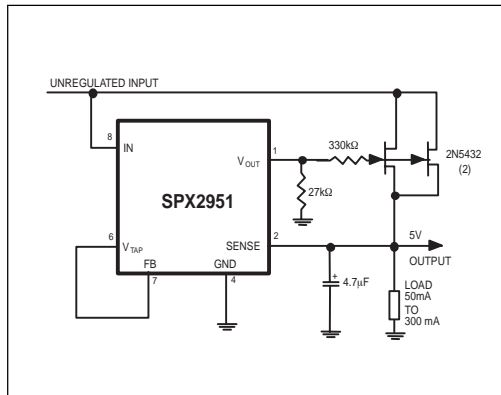 UNREGULATED INPUT
8
IN
1
VOUT
330kΩ
2N5432
(2)
27kΩ
SPX2951
6
VTAP
2
SENSE
5V
OUTPUT
FB
7
GND
4
+
4.7µF
LOAD
50mA
TO
300 mA